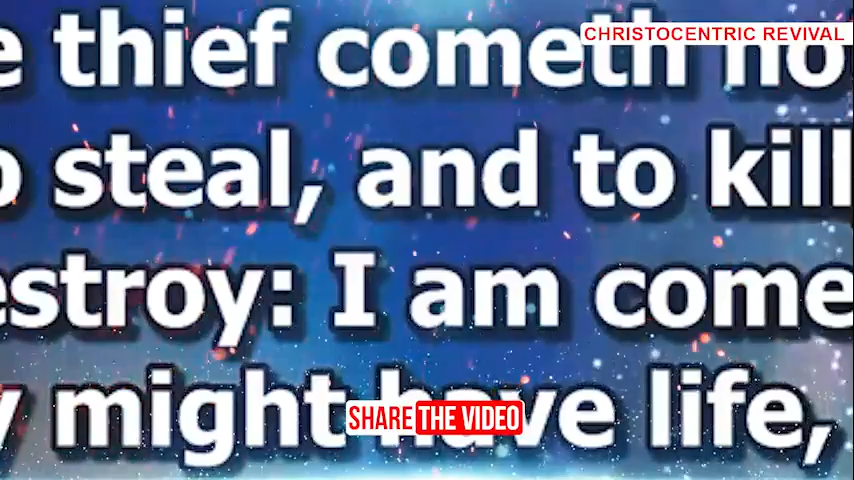 CHRISTOCENTRIC REVIVAL
e thief cometh no
o steal, and to kill
estroy: I am come
y might have life,
SHARE THE VIDEO